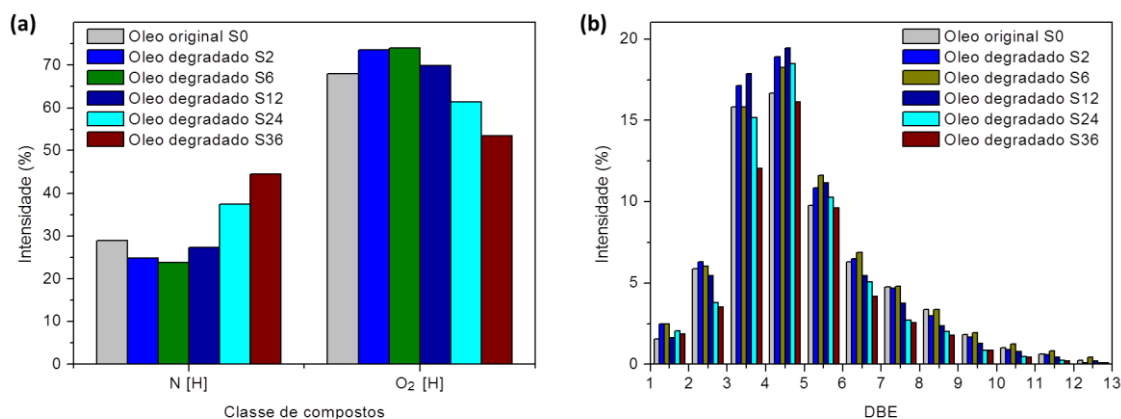 (a)
Oleo original S0
Oleo degradado S2
Oleo degradado S6
Oleo degradado S12
Oleo degradado S24
Oleo degradado S36
Intensidade (%)
70
60
50
40
30
20
10
0
N [H]
O₂ [H]
Classe de compostos
(b)
Oleo original S0
Oleo degradado S2
Oleo degradado S6
Oleo degradado S12
Oleo degradado S24
Oleo degradado S36
Intensidade (%)
20
15
10
5
0
1 2 3 4 5 6 7 8 9 10 11 12 13
DBE